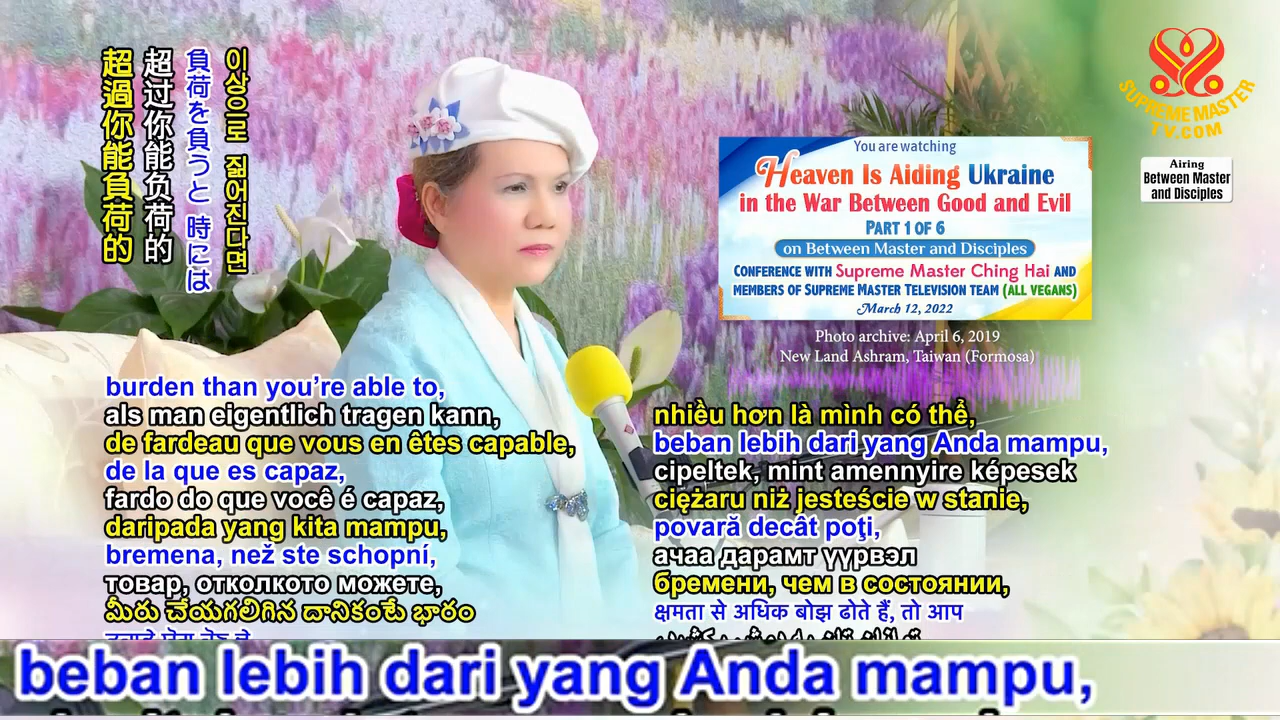 超過你能負荷的
超过你能负荷的
負荷を負うと 時には
이상으로 짊어진다면
SUPREME MASTER
TV.COM
Airing
Between Master
and Disciples
You are watching
Heaven Is Aiding Ukraine
in the War Between Good and Evil
PART 1 OF 6
on Between Master and Disciples
CONFERENCE WITH Supreme Master Ching Hai AND
MEMBERS OF SUPREME MASTER TELEVISION TEAM (ALL VEGANS)
March 12, 2022
Photo archive: April 6, 2019
New Land Ashram, Taiwan (Formosa)
burden than you’re able to,
als man eigentlich tragen kann,
de fardeau que vous en êtes capable,
de la que es capaz,
fardo do que você é capaz,
daripada yang kita mampu,
bremena, než ste schopní,
товар, отколкото можете,
మీరు చేయగలిగిన దానికంటే భారం
nhiều hơn là mình có thể,
beban lebih dari yang Anda mampu,
cipeltek, mint amennyire képesek
ciężaru niż jesteście w stanie,
povară decât poţi,
ачаа дарамт үүрвэл
бремени, чем в состоянии,
क्षमता से अधिक बोझ ढोते हैं, तो आप
beban lebih dari yang Anda mampu,